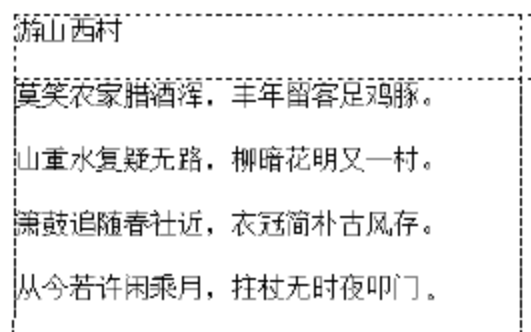 游山西村
莫笑农家腊酒浑，丰年留客足鸡豚。
山重水复疑无路，柳暗花明又一村。
箫鼓追随春社近，衣冠简朴古风存。
从今若许闲乘月，拄杖无时夜叩门。